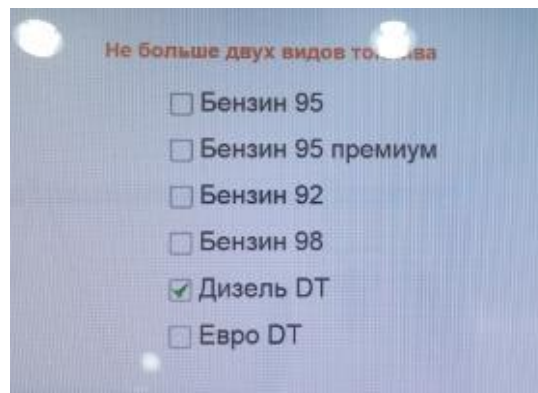 Не больше двух видов
Бензин 95
Бензин 95 премиум
Бензин 92
Бензин 98
Дизель DT
Евро DT